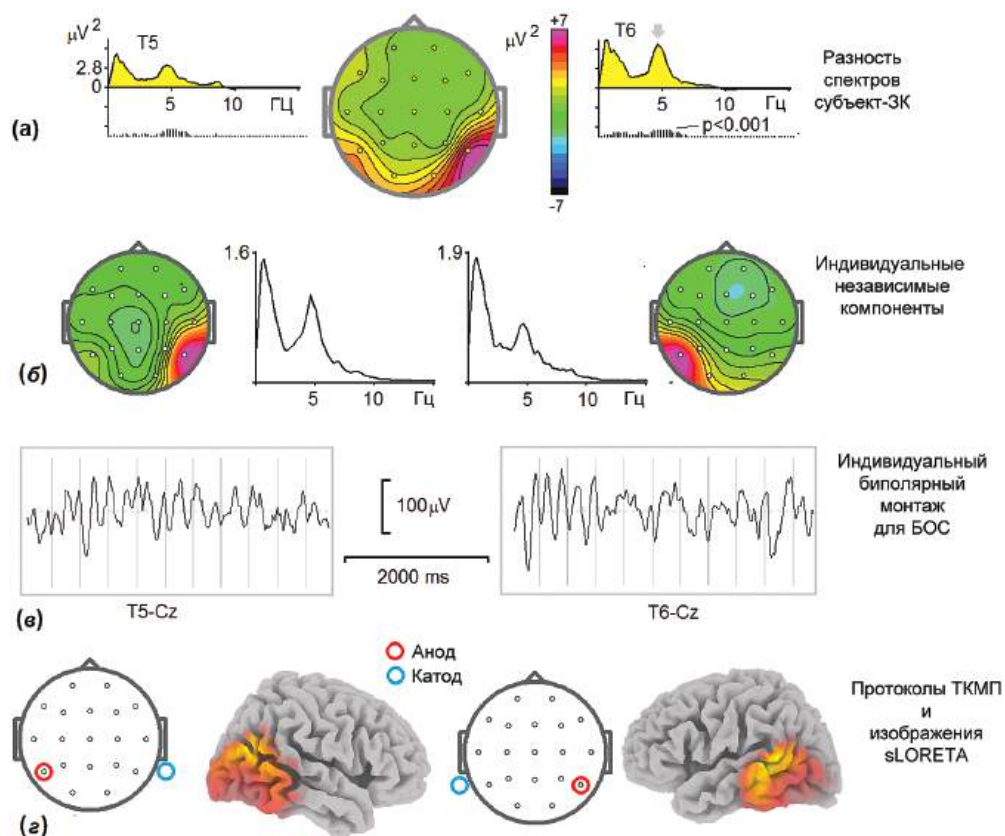 μV²
T5
2.8
0
5
10
Гц
(а)
+7
μV²
-7
T6
5
10
Гц
p<0.001
Разность
спектров
субъект-ЗК
(б)
1.6
5
10
Гц
1.9
5
10
Гц
Индивидуальные
независимые
компоненты
(в)
T5-Cz
100μV
2000 ms
T6-Cz
Индивидуальный
биполярный
монтаж
для БОС
(г)
Анод
Катод
Протоколы ТКМП
и
изображения
sLORETA